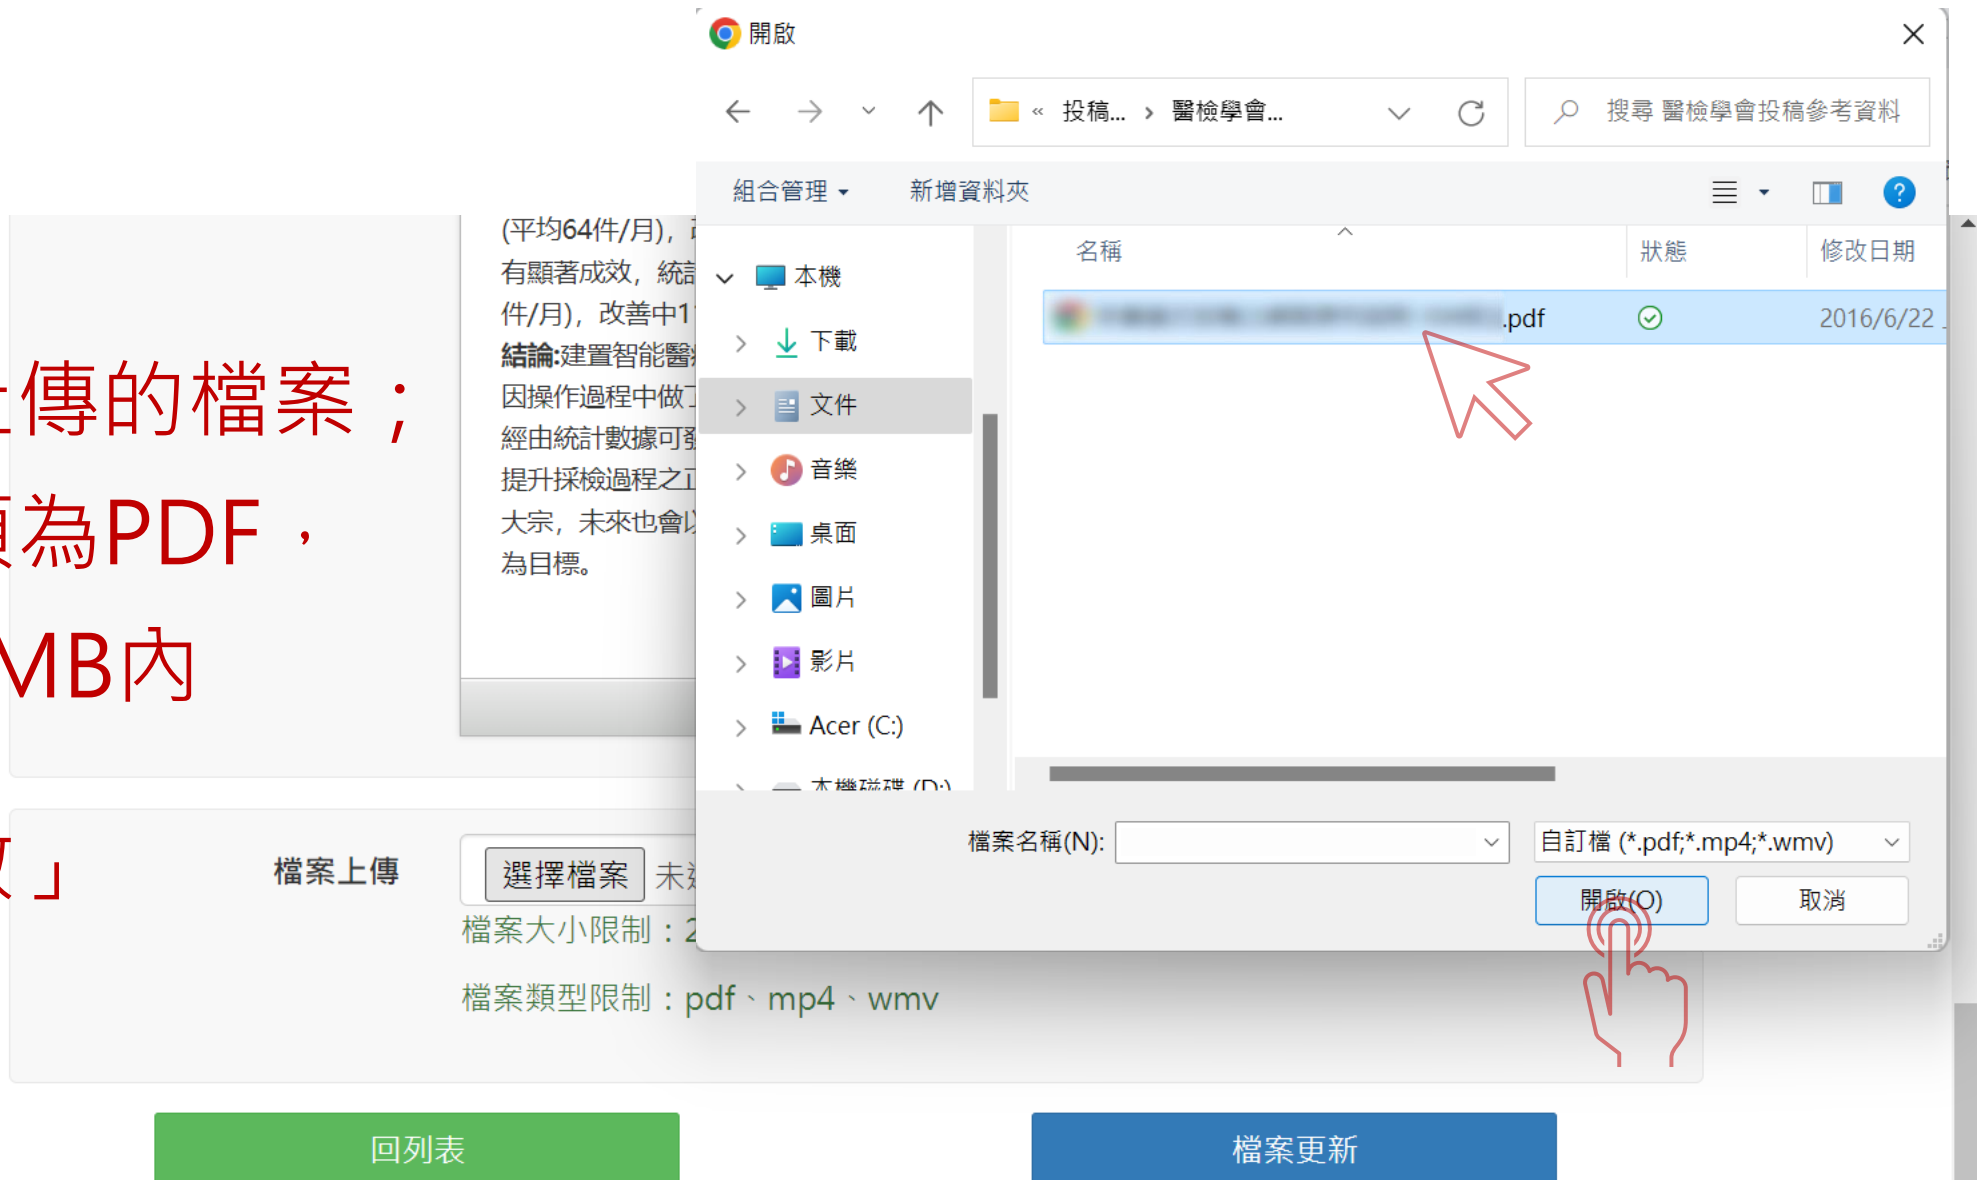 開啟
« 投稿... › 醫檢學會...
搜尋 醫檢學會投稿參考資料
組合管理
新增資料夾
名稱
狀態
修改日期
.pdf
2016/6/22
本機
下載
文件
音樂
桌面
圖片
影片
Acer (C:)
本機磁碟 (D:)
檔案名稱(N):
自訂檔 (*.pdf;*.mp4;*.wmv)
開啟(O)
取消
(平均64件/月),
有顯著成效, 統
件/月), 改善中1
結論:建置智能醫
因操作過程中做
經由統計數據可
提升採檢過程之
大宗, 未來也會
為目標。
上傳的檔案；
為PDF，
MB內
」
檔案上傳
選擇檔案 未
檔案大小限制：2
檔案類型限制：pdf、mp4、wmv
回列表
檔案更新